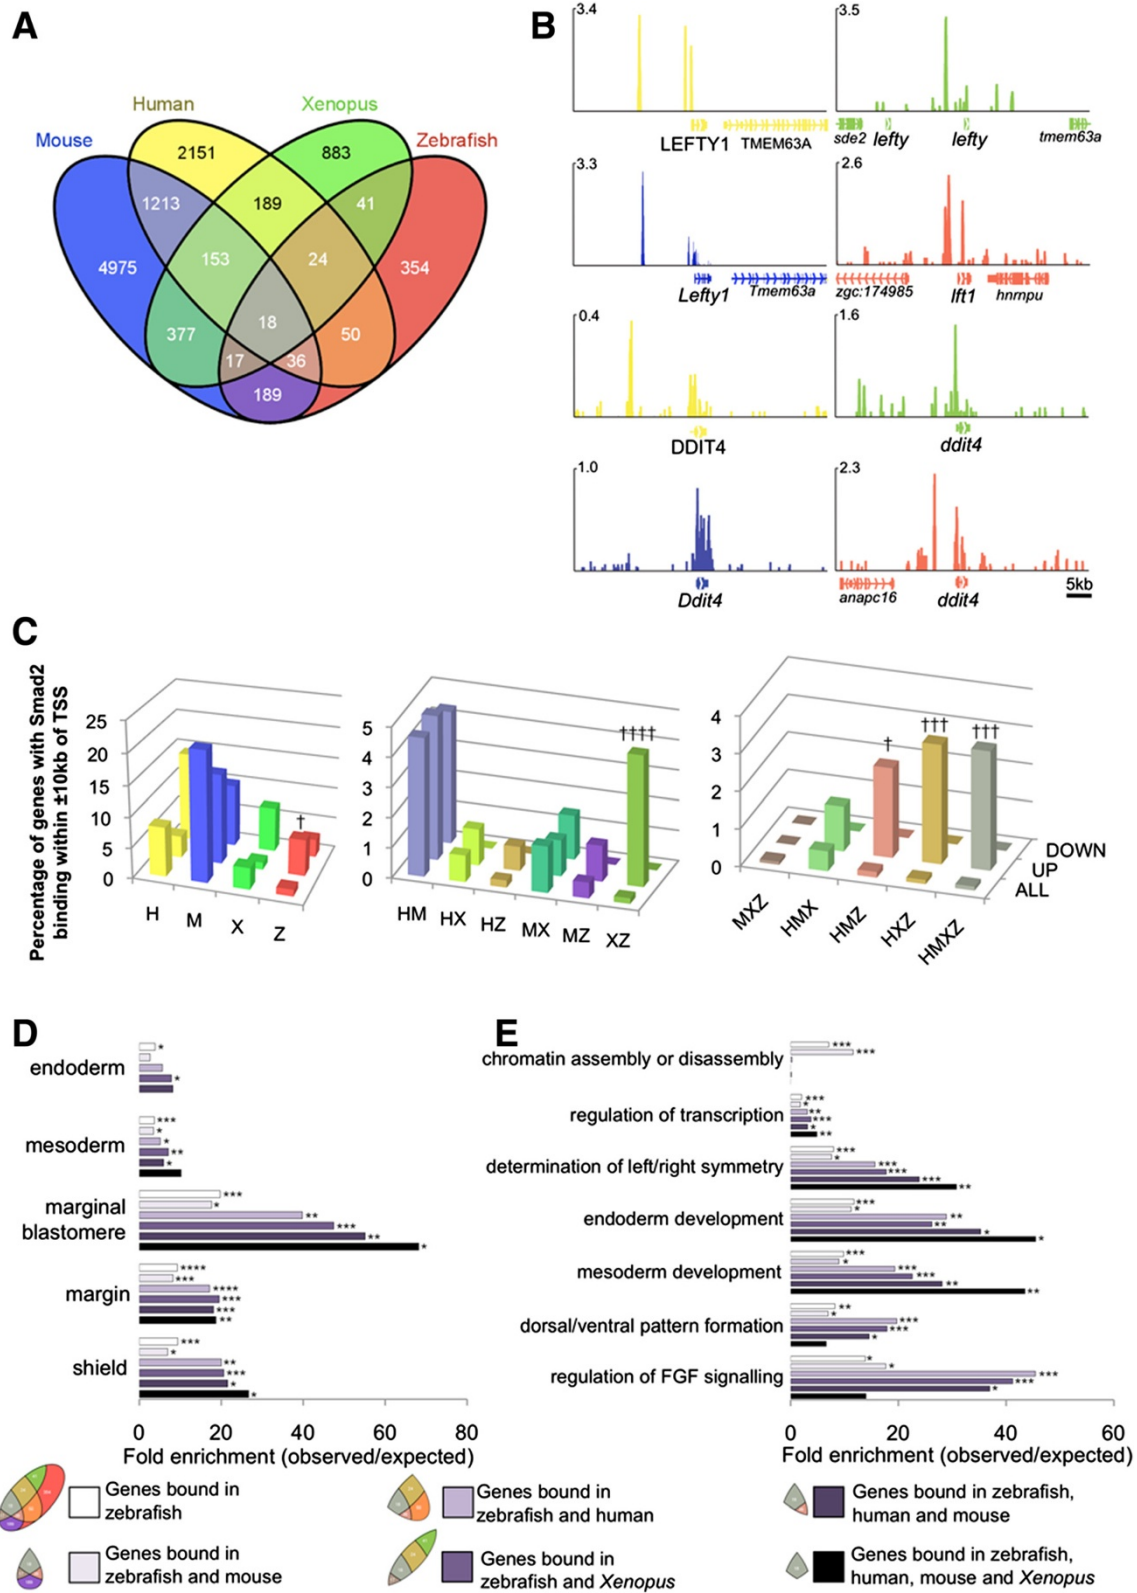 A
Human
Xenopus
Mouse
Zebrafish
2151
883
1213
189
41
4975
153
24
354
377
18
50
17
36
189
B
3.4
3.5
LEFTY1
TMEM63A
sde2
lefty
lefty
tmem63a
3.3
2.6
Lefty1
Tmem63a
zgc:174985
lft1
hnrnpu
0.4
1.6
DDIT4
ddit4
1.0
2.3
Ddit4
anapc16
ddit4
5kb
C
Percentage of genes with Smad2
binding within ±10kb of TSS
25
20
15
10
5
0
†
H
M
X
Z
5
4
3
2
1
0
††††
HM
HX
HZ
MX
MZ
XZ
4
3
2
1
0
†
†††
†††
MXZ
HMX
HMZ
HXZ
HMXZ
DOWN
UP
ALL
D
endoderm
*
*
mesoderm
***
*
*
**
*
marginal
blastomere
***
*
**
***
**
*
margin
****
***
****
***
***
**
shield
***
*
**
***
*
*
0 20 40 60 80
Fold enrichment (observed/expected)
E
chromatin assembly or disassembly
***
***
regulation of transcription
***
*
**
***
*
**
determination of left/right symmetry
***
*
***
***
***
**
endoderm development
***
*
**
**
*
*
mesoderm development
***
*
***
***
**
**
dorsal/ventral pattern formation
**
*
***
***
*
regulation of FGF signalling
*
*
***
***
*
0 20 40 60
Fold enrichment (observed/expected)
Genes bound in
zebrafish
Genes bound in
zebrafish and human
Genes bound in zebrafish,
human and mouse
Genes bound in
zebrafish and mouse
Genes bound in
zebrafish and Xenopus
Genes bound in zebrafish,
human, mouse and Xenopus